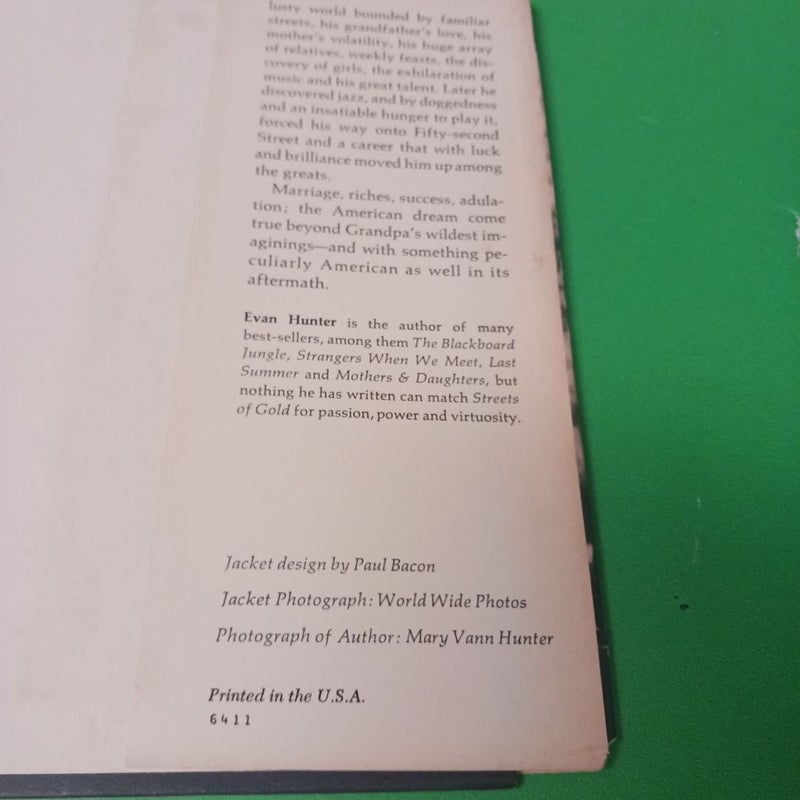 lusty world bounded by familiar
streets, his grandfather's love, his
mother's volatility, his huge array
of relatives, weekly feasts, the dis-
covery of girls, the exhilaration of
music and his great talent. Later he
discovered jazz, and by doggedness
and an insatiable hunger to play it,
forced his way onto Fifty-second
Street and a career that with luck
and brilliance moved him up among
the greats.
Marriage, riches, success, adula-
tion; the American dream come
true beyond Grandpa's wildest im-
aginings—and with something pe-
culiarly American as well in its
aftermath.
Evan Hunter is the author of many
best-sellers, among them The Blackboard
Jungle, Strangers When We Meet, Last
Summer and Mothers & Daughters, but
nothing he has written can match Streets
of Gold for passion, power and virtuosity.
Jacket design by Paul Bacon
Jacket Photograph: World Wide Photos
Photograph of Author: Mary Vann Hunter
Printed in the U.S.A.
6411